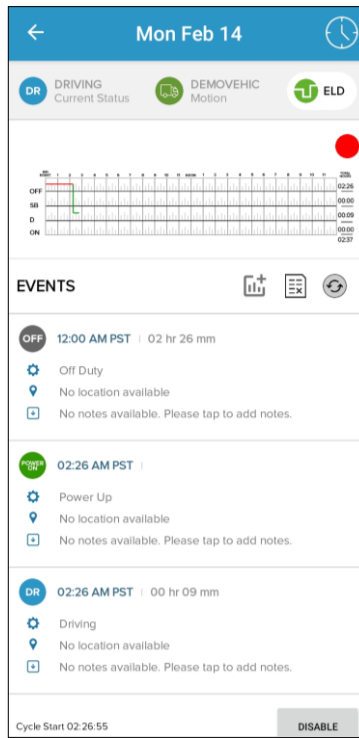 Mon Feb 14
DR DRIVING Current Status DEMOVEHIC Motion ELD
OFF 02:26
SB 00:00
D 00:09
ON 00:00
02:37
EVENTS
OFF 12:00 AM PST | 02 hr 26 mm
Off Duty
No location available
No notes available. Please tap to add notes.
POWER ON 02:26 AM PST |
Power Up
No location available
No notes available. Please tap to add notes.
DR 02:26 AM PST | 00 hr 09 mm
Driving
No location available
No notes available. Please tap to add notes.
Cycle Start 02:26:55 DISABLE